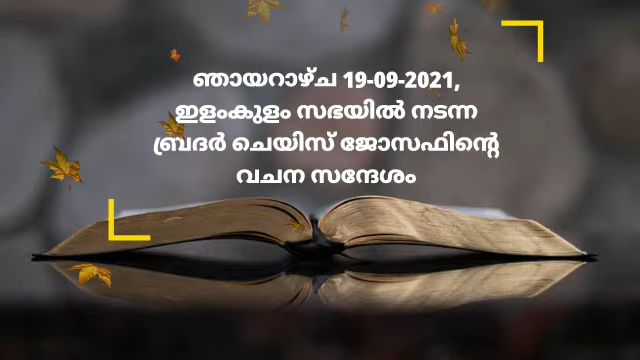 ഞായറാഴ്ച 19-09-2021,
ഇളംകുളം സഭയിൽ നടന്ന
ബ്രദർ ചെയിസ് ജോസഫിന്റെ
വചന സന്ദേശം